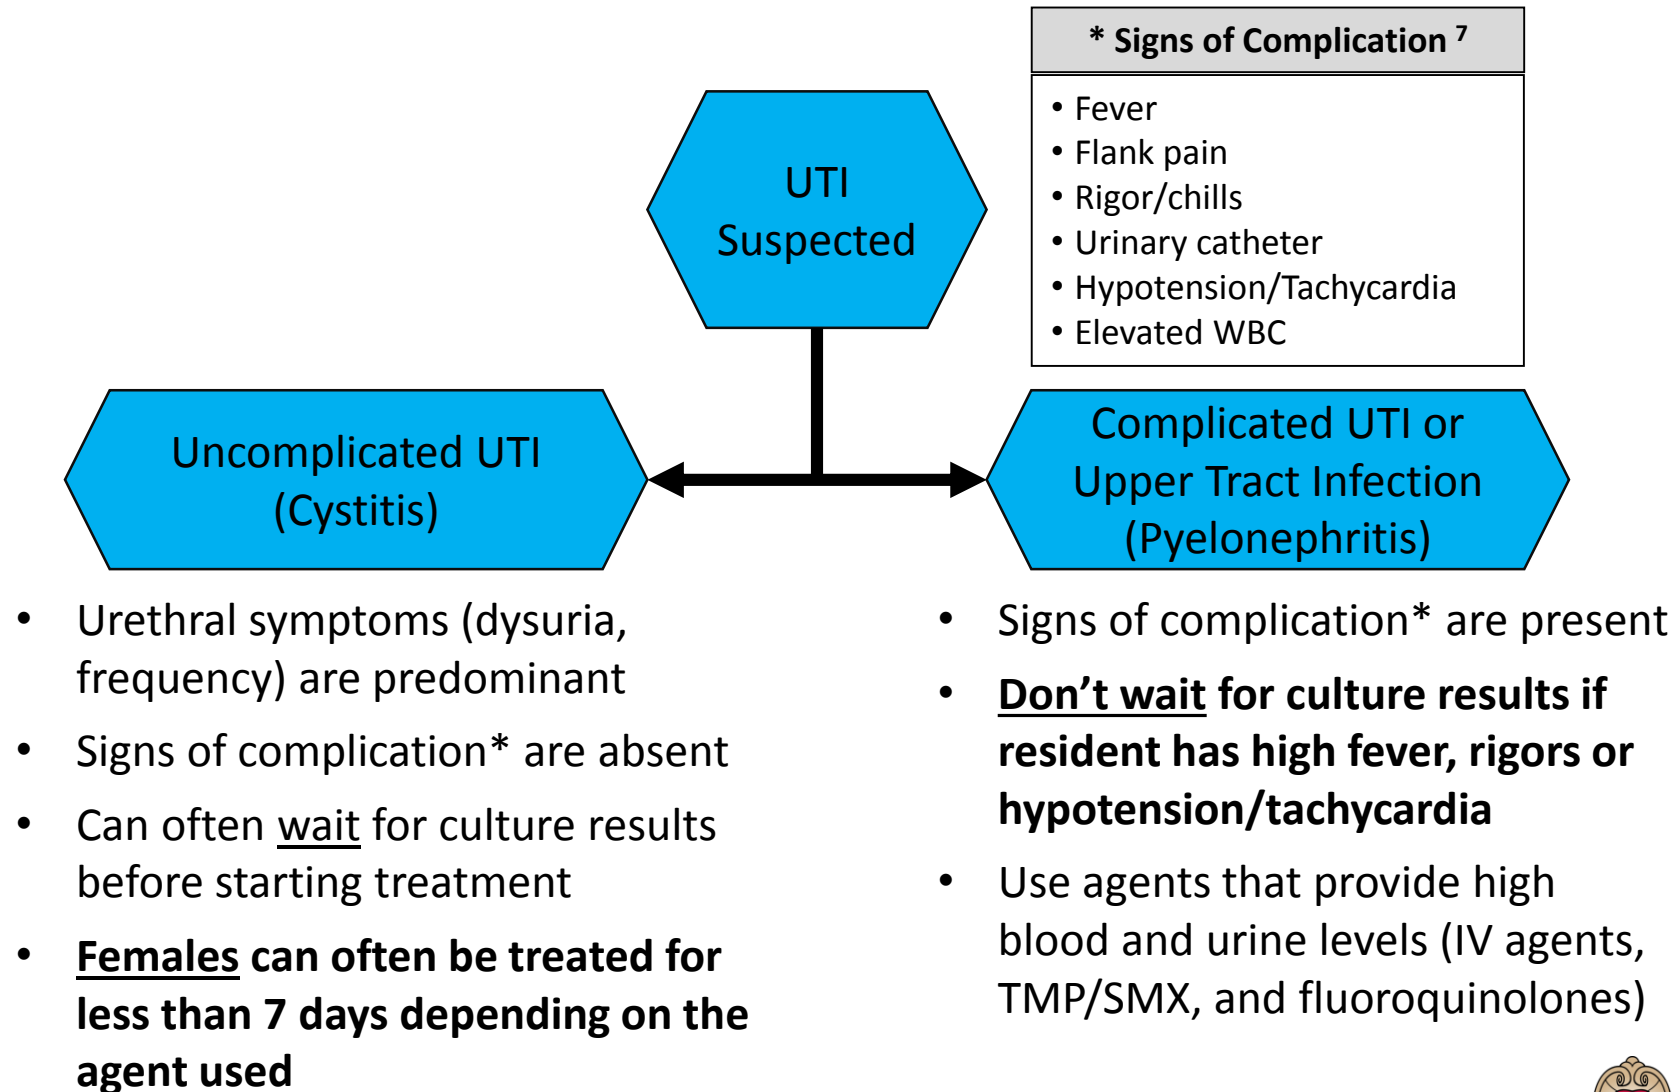 * Signs of Complication 7
• Fever
• Flank pain
• Rigor/chills
• Urinary catheter
• Hypotension/Tachycardia
• Elevated WBC
UTI
Suspected
Uncomplicated UTI
(Cystitis)
Complicated UTI or
Upper Tract Infection
(Pyelonephritis)
• Urethral symptoms (dysuria,
frequency) are predominant
• Signs of complication* are absent
• Can often wait for culture results
before starting treatment
• Females can often be treated for
less than 7 days depending on the
agent used
• Signs of complication* are present
• Don’t wait for culture results if
resident has high fever, rigors or
hypotension/tachycardia
• Use agents that provide high
blood and urine levels (IV agents,
TMP/SMX, and fluoroquinolones)